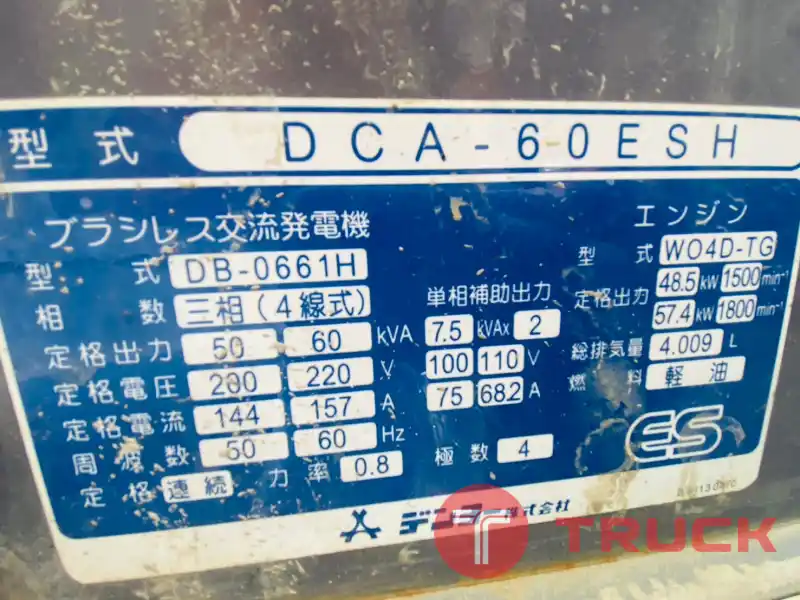 型式 DCA-60ESH
ブラシレス交流発電機
型式 DB-0661H
相数 三相(4線式)
定格出力 50 60 kVA
定格電圧 200 220 V
定格電流 144 157 A
周波数 50 60 Hz
定格 連続 力率 0.8
単相補助出力
7.5 kVAx 2
100 110 V
75 68.2 A
極数 4
エンジン
型式 WO4D-TG
定格出力 48.5 kW 1500 min⁻¹
57.4 kW 1800 min⁻¹
総排気量 4.009 L
燃料 軽油
ES
デンヨー株式会社
T TRUCK